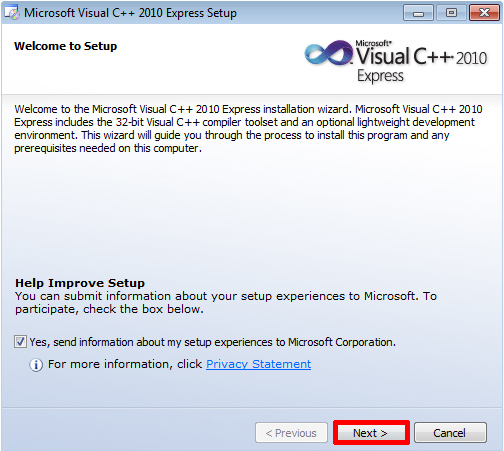 Microsoft Visual C++ 2010 Express Setup
Welcome to Setup
Microsoft®
Visual C++ 2010
Express
Welcome to the Microsoft Visual C++ 2010 Express installation wizard. Microsoft Visual C++ 2010
Express includes the 32-bit Visual C++ compiler toolset and an optional lightweight development
environment. This wizard will guide you through the process to install this program and any
prerequisites needed on this computer.
Help Improve Setup
You can submit information about your setup experiences to Microsoft. To
participate, check the box below.
Yes, send information about my setup experiences to Microsoft Corporation.
For more information, click Privacy Statement
< Previous Next > Cancel